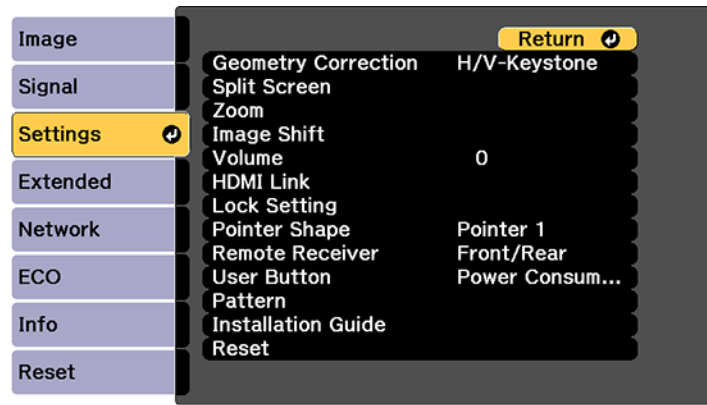 Image
Signal
Settings
Extended
Network
ECO
Info
Reset
Return
Geometry Correction H/V-Keystone
Split Screen
Zoom
Image Shift
Volume 0
HDMI Link
Lock Setting
Pointer Shape Pointer 1
Remote Receiver Front/Rear
User Button Power Consum...
Pattern
Installation Guide
Reset